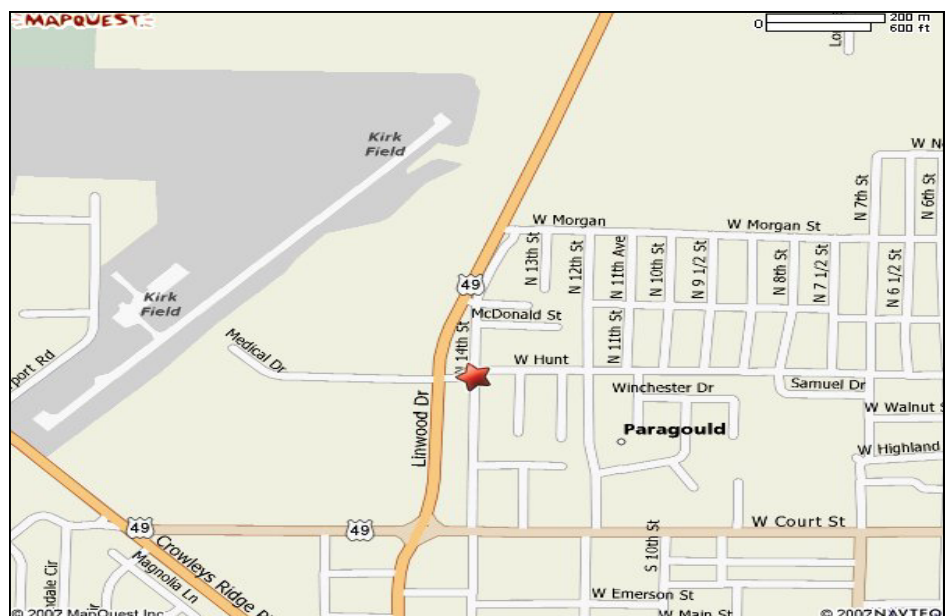 MAPQUEST.
0 200 m
600 ft
Kirk
Field
W Morgan
W Morgan St
N 7th St
N 6th St
N 13th St
N 12th St
N 11th Ave
N 10th St
N 9 1/2 St
N 8th St
N 7 1/2 St
N 6 1/2 St
49
Kirk
Field
McDonald St
N 14th St
N 11th St
Medical Dr
W Hunt
Winchester Dr
Samuel Dr
Linwood Dr
W Walnut
Paragould
W Highland
49
49
W Court St
S 10th St
Crowleys Ridge
Magnolia Ln
W Emerson St
W Main St
© 2007 MapQuest Inc
© 2007 NAVTEQ